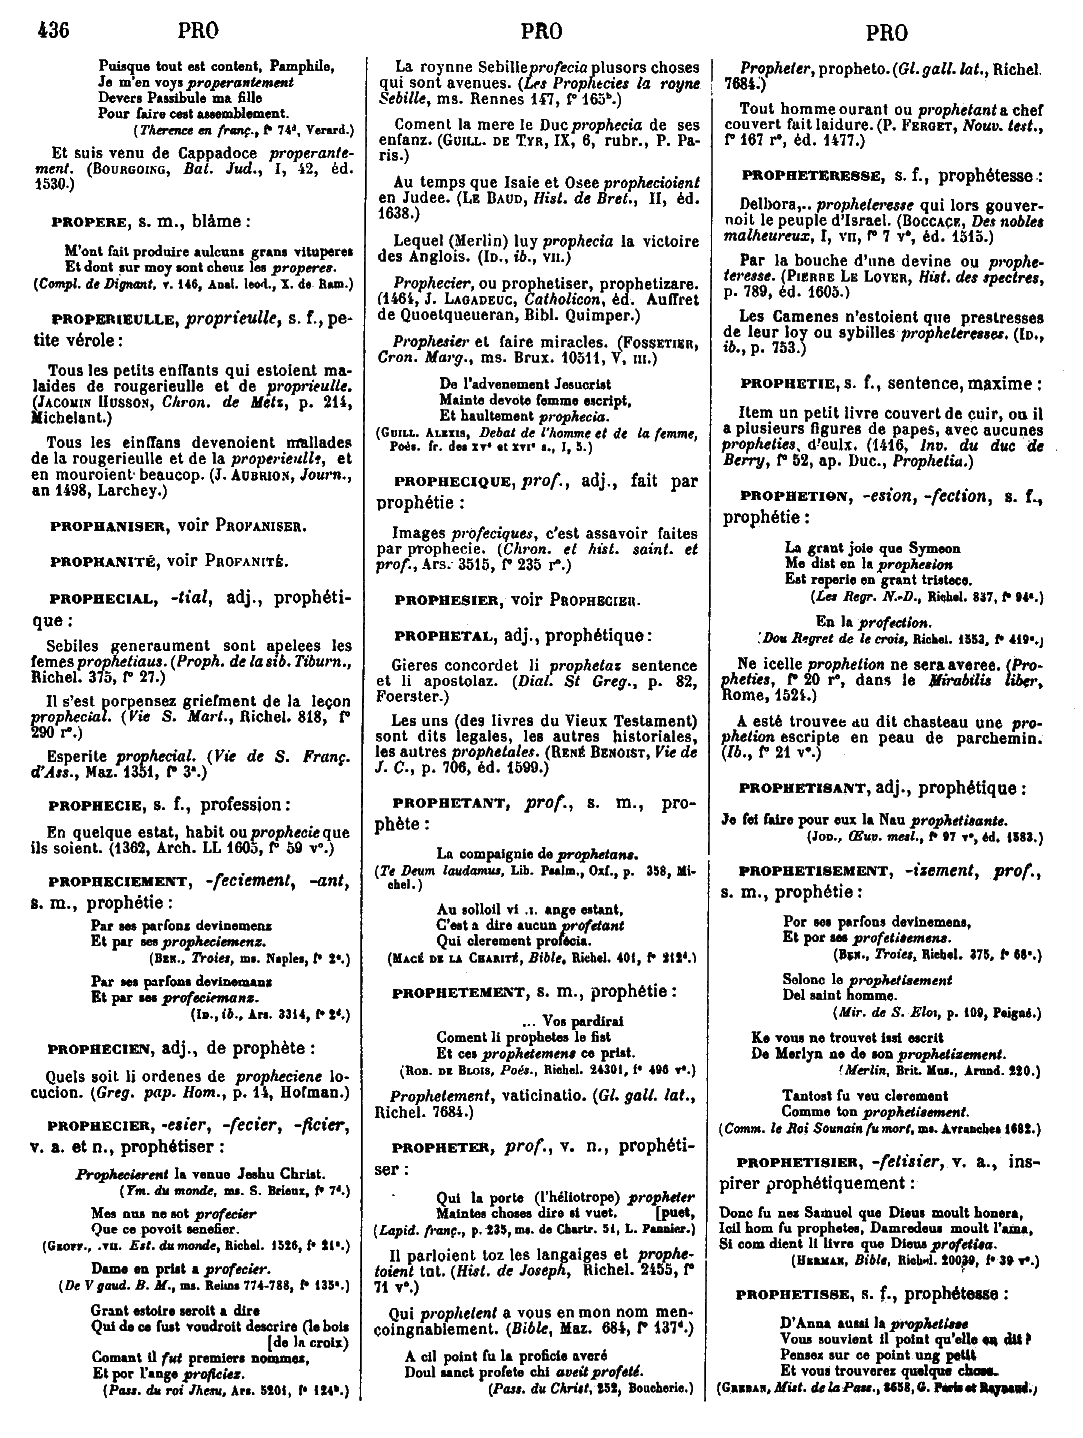 436 PRO PRO PRO
Puisque tout est content, Pamphile,
Je m'en voys properantement
Devers Passibule ma fille
Pour faire cest assemblement.
(Therence en franç., f° 74d, Verard.)
Et suis venu de Cappadoce properante-
ment. (BOURGOING, Bat. Jud., I, 42, éd.
1530.)
PROPERE, s. m., blâme :
M'ont fait produire aulcuns grans vituperes
Et dont sur moy sont cheuz les properes.
(Compl. de Dignant, v. 146, Anal. leod., X. de Ram.)
PROPERIEULLE, proprieulle, s. f., pe-
tite vérole :
Tous les petits enffants qui estoient ma-
laides de rougerieulle et de proprieulle.
(JACOMIN HUSSON, Chron. de Metz, p. 214,
Michelant.)
Tous les einffans devenoient mallades
de la rougerieulle et de la properieulle, et
en mouroient beaucop. (J. AUBRION, Journ.,
an 1498, Larchey.)
PROPHANISER, voir PROFANISER.
PROPHANITÉ, voir PROFANITÉ.
PROPHECIAL, -tial, adj., prophéti-
que :
Sebiles generaument sont apelees les
femes prophetiaus. (Proph. de la sib. Tiburn.,
Richel. 375, f° 27.)
Il s'est porpensez griefment de la leçon
prophecial. (Vie S. Mart., Richel. 818, f°
290 r°.)
Esperite prophecial. (Vie de S. Franç.
d'Ass., Maz. 1351, f° 3a.)
PROPHECIE, s. f., profession :
En quelque estat, habit ou prophecie que
ils soient. (1362, Arch. LL 1605, f° 59 v°.)
PROPHECIEMENT, -feciement, -ant,
s. m., prophétie :
Par ses parfons devinemenz
Et par ses propheciemenz.
(BEN., Troies, ms. Naples, f° 2a.)
Par ses parfons devinemanz
Et par ses profeciemanz.
(ID., ib., Ars. 3314, f° 2d.)
PROPHECIEN, adj., de prophète :
Quels soit li ordenes de propheciene lo-
cucion. (Greg. pap. Hom., p. 14, Hofman.)
PROPHECIER, -esier, -fecier, -ficier,
v. a. et n., prophétiser :
Prophecierent la venue Jeshu Christ.
(Ym. du monde, ms. S. Brieux, f° 7d.)
Mes nus ne sot profecier
Que ce povoit senefier.
(GEOFF., .VII. Est. du monde, Richel. 1526, f° 21a.)
Dame en prist a profecier.
(De V gaud. B. M., ms. Reims 774-788, f° 135a.)
Grant estoire seroit a dire
Qui de ce fust voudroit descrire (le bois
[de la croix)
Comant il fut premiers nommez,
Et por l'ange proficiez.
(Pass. du roi Jhesu, Ars. 5201, f° 124b.)
La roynne Sebille profecia plusors choses
qui sont avenues. (Les Prophecies la royne
Sebille, ms. Rennes 147, f° 165b.)
Coment la mere le Duc prophecia de ses
enfanz. (GUILL. DE TYR, IX, 6, rubr., P. Pa-
ris.)
Au temps que Isaie et Osee prophecioient
en Judee. (LE BAUD, Hist. de Bret., II, éd.
1638.)
Lequel (Merlin) luy prophecia la victoire
des Anglois. (ID., ib., VII.)
Prophecier, ou prophetiser, prophetizare.
(1464, J. LAGADEUC, Catholicon, éd. Auffret
de Quoetqueueran, Bibl. Quimper.)
Prophesier et faire miracles. (FOSSETIER,
Cron. Marg., ms. Brux. 10511, V, III.)
De l'advenement Jesucrist
Mainte devote femme escript,
Et haultement prophecia.
(GUILL. ALEXIS, Debat de l'homme et de la femme,
Poés. fr. des XVe et XVIe s., I, 5.)
PROPHECIQUE, prof., adj., fait par
prophétie :
Images profeciques, c'est assavoir faites
par prophecie. (Chron. et hist. saint. et
prof., Ars. 3515, f° 235 r°.)
PROPHESIER, voir PROPHECIER.
PROPHETAL, adj., prophétique :
Gieres concordet li prophetaz sentence
et li apostolaz. (Dial. St Greg., p. 82,
Foerster.)
Les uns (des livres du Vieux Testament)
sont dits legales, les autres historiales,
les autres prophetales. (RENÉ BENOIST, Vie de
J. C., p. 706, éd. 1599.)
PROPHETANT, prof., s. m., pro-
phète :
La compaignie de prophetans.
(Te Deum laudamus, Lib. Psalm., Oxf., p. 358, Mi-
chel.)
Au solloil vi .I. ange estant,
C'est a dire aucun profetant
Qui clerement profecia.
(MACÉ DE LA CHARITÉ, Bible, Richel. 401, f° 212d.)
PROPHETEMENT, s. m., prophétie :
... Vos pardirai
Coment li prophetes le fist
Et ces prophetemens ce prist.
(ROB. DE BLOIS, Poés., Richel. 24301, f° 496 v°.)
Prophetement, vaticinatio. (Gl. gall. lat.,
Richel. 7684.)
PROPHETER, prof., v. n., prophéti-
ser :
Qui la porte (l'héliotrope) propheter
Maintes choses dire si vuet. [puet,
(Lapid. franç., p. 235, ms. de Chartr. 51, L. Pannier.)
Il parloient toz les langaiges et prophe-
toient tot. (Hist. de Joseph, Richel. 2455, f°
71 v°.)
Qui prophetent a vous en mon nom men-
çoingnablement. (Bible, Maz. 684, f° 137d.)
A cil point fu la proficie averé
Doul sanct profete chi aveit profeté.
(Pass. du Christ, 252, Boucherie.)
Propheter, propheto. (Gl. gall. lat., Richel.
7684.)
Tout homme ourant ou prophetant a chef
couvert fait laidure. (P. FERGET, Nouv. test.,
f° 167 r°, éd. 1477.)
PROPHETERESSE, s. f., prophétesse :
Delbora,.. propheteresse qui lors gouver-
noit le peuple d'Israel. (BOCCACE, Des nobles
malheureux, I, VII, f° 7 v°, éd. 1515.)
Par la bouche d'une devine ou prophe-
teresse. (PIERRE LE LOYER, Hist. des spectres,
p. 789, éd. 1605.)
Les Camenes n'estoient que prestresses
de leur loy ou sybilles propheteresses. (ID.,
ib., p. 753.)
PROPHETIE, s. f., sentence, maxime :
Item un petit livre couvert de cuir, ou il
a plusieurs figures de papes, avec aucunes
propheties, d'eulx. (1416, Inv. du duc de
Berry, f° 52, ap. Duc., Prophetia.)
PROPHETION, -esion, -fection, s. f.,
prophétie :
La grant joie que Symeon
Me dist en la prophesion
Est reperie en grant tristece.
(Les Regr. N.-D., Richel. 837, f° 94a.)
En la profection.
(Dou Regret de le crois, Richel. 1553, f° 419a.)
Ne icelle prophetion ne sera averee. (Pro-
pheties, f° 20 r°, dans le Mirabilis liber,
Rome, 1524.)
A esté trouvee au dit chasteau une pro-
phetion escripte en peau de parchemin.
(Ib., f° 21 v°.)
PROPHETISANT, adj., prophétique :
Je fei faire pour eux la Nau prophetisante.
(JOD., Œuv. mesl., f° 97 v°, éd. 1583.)
PROPHETISEMENT, -izement, prof.,
s. m., prophétie :
Por ses parfons devinemens,
Et por ses profetisemens.
(BEN., Troies, Richel. 375, f° 68a.)
Selonc le prophetisement
Del saint homme.
(Mir. de S. Eloi, p. 109, Peigné.)
Ke vous ne trouvet issi escrit
De Merlyn ne de son prophetizement.
(Merlin, Brit. Mus., Arund. 220.)
Tantost fu veu clerement
Comme ton prophetisement.
(Comm. le Roi Sounain fu mort, ms. Avranches 1682.)
PROPHETISIER, -fetisier, v. a., ins-
pirer prophétiquement :
Donc fu nez Samuel que Dieus moult honera,
Icil hom fu prophetes, Damredeus moult l'ama,
Si com dient li livre que Dieus profetisa.
(HERMAN, Bible, Richel. 20039, f° 39 v°.)
PROPHETISSE, s. f., prophétesse :
D'Anna aussi la prophetisse
Vous souvient il point qu'elle en dit?
Pensez sur ce point ung petit
Et vous trouverez quelque chose.
(GREBAN, Mist. de la Pass., 8658, G. Paris et Raynaud.)